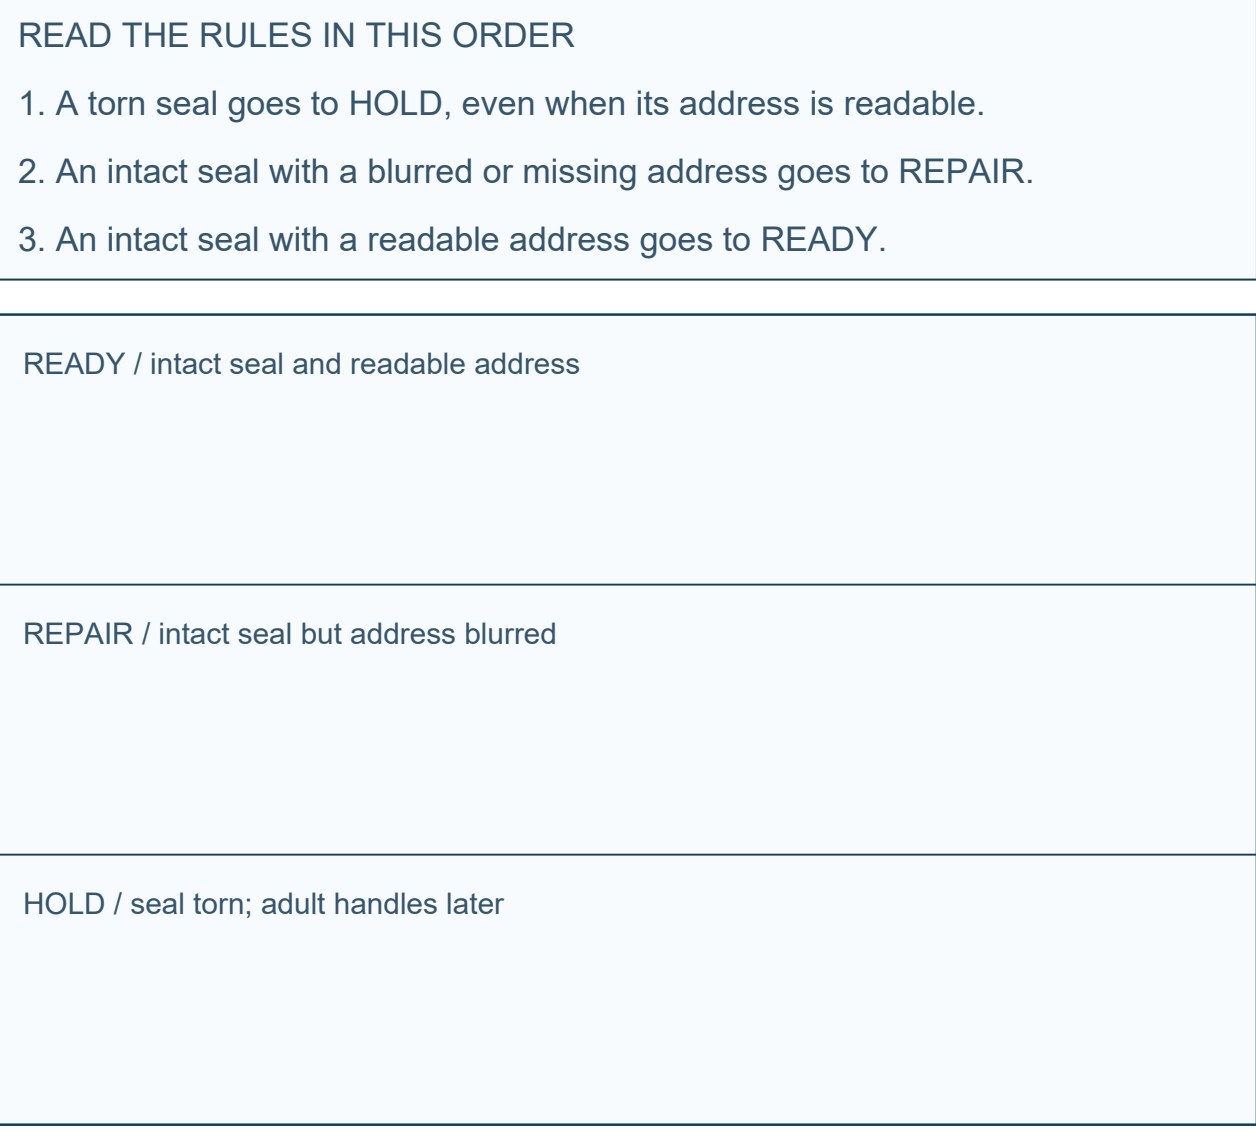 READ THE RULES IN THIS ORDER
1. A torn seal goes to HOLD, even when its address is readable.
2. An intact seal with a blurred or missing address goes to REPAIR.
3. An intact seal with a readable address goes to READY.
READY / intact seal and readable address
REPAIR / intact seal but address blurred
HOLD / seal torn; adult handles later